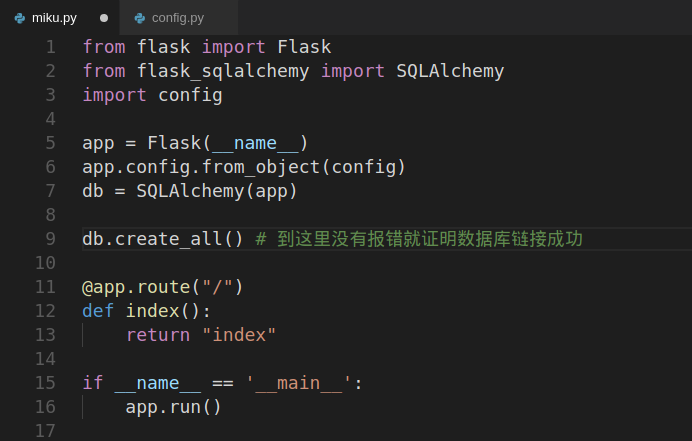 miku.py
config.py
1 from flask import Flask
2 from flask_sqlalchemy import SQLAlchemy
3 import config
4
5 app = Flask(__name__)
6 app.config.from_object(config)
7 db = SQLAlchemy(app)
8
9 db.create_all() # 到这里没有报错就证明数据库链接成功
10
11 @app.route("/")
12 def index():
13     return "index"
14
15 if __name__ == '__main__':
16     app.run()
17